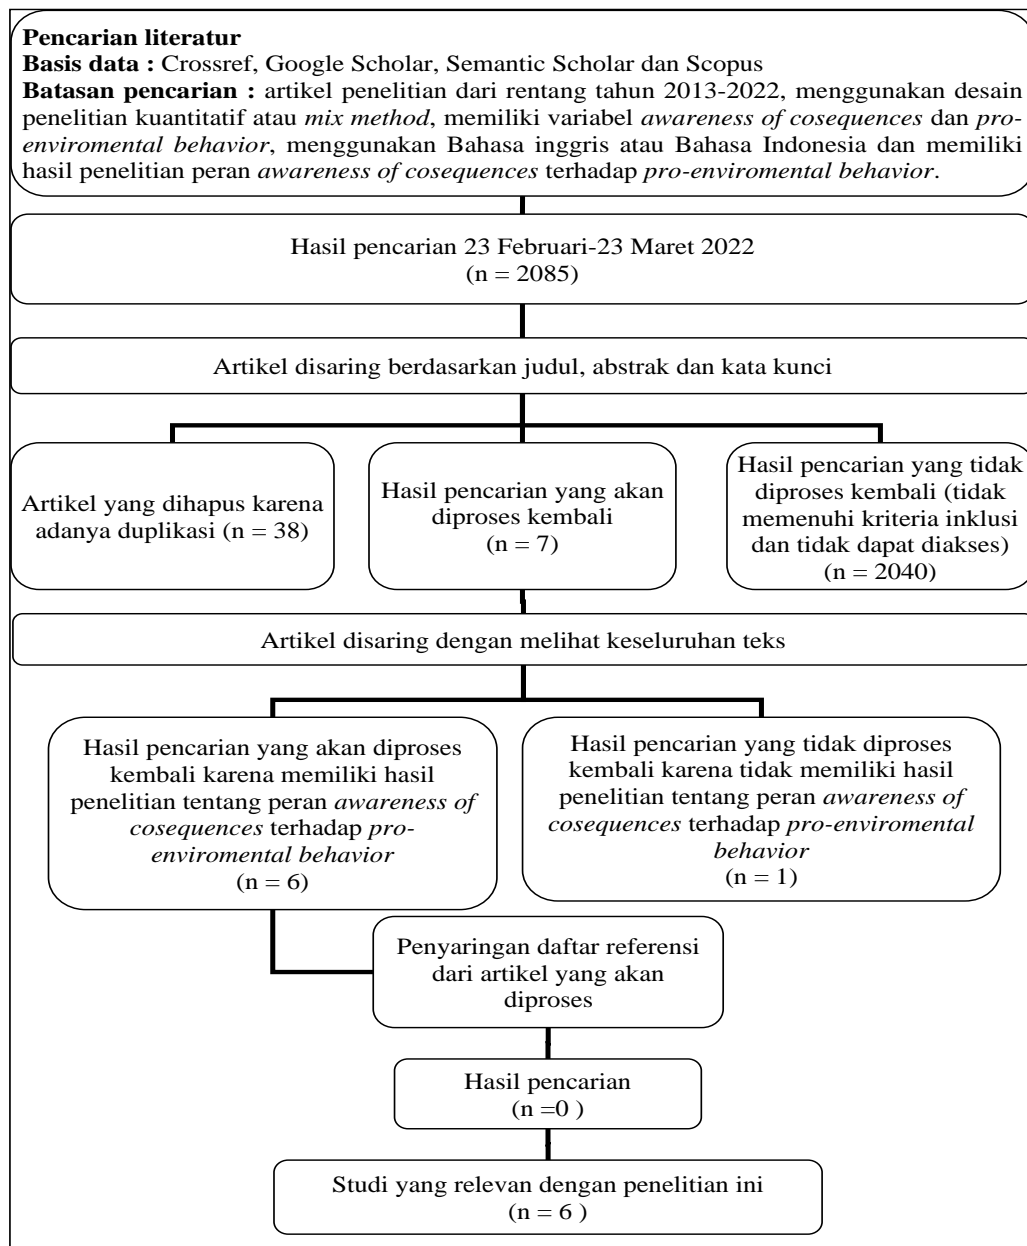 Pencarian literatur
Basis data : Crossref, Google Scholar, Semantic Scholar dan Scopus
Batasan pencarian : artikel penelitian dari rentang tahun 2013-2022, menggunakan desain
penelitian kuantitatif atau mix method, memiliki variabel awareness of cosequences dan pro-
enviromental behavior, menggunakan Bahasa inggris atau Bahasa Indonesia dan memiliki
hasil penelitian peran awareness of cosequences terhadap pro-enviromental behavior.
Hasil pencarian 23 Februari-23 Maret 2022
(n = 2085)
Artikel disaring berdasarkan judul, abstrak dan kata kunci
Artikel yang dihapus karena
adanya duplikasi (n = 38)
Hasil pencarian yang akan
diproses kembali
(n = 7)
Hasil pencarian yang tidak
diproses kembali (tidak
memenuhi kriteria inklusi
dan tidak dapat diakses)
(n = 2040)
Artikel disaring dengan melihat keseluruhan teks
Hasil pencarian yang akan diproses
kembali karena memiliki hasil
penelitian tentang peran awareness of
cosequences terhadap pro-
enviromental behavior
(n = 6)
Hasil pencarian yang tidak diproses
kembali karena tidak memiliki hasil
penelitian tentang peran awareness of
cosequences terhadap pro-enviromental
behavior
(n = 1)
Penyaringan daftar referensi
dari artikel yang akan
diproses
Hasil pencarian
(n =0 )
Studi yang relevan dengan penelitian ini
(n = 6 )